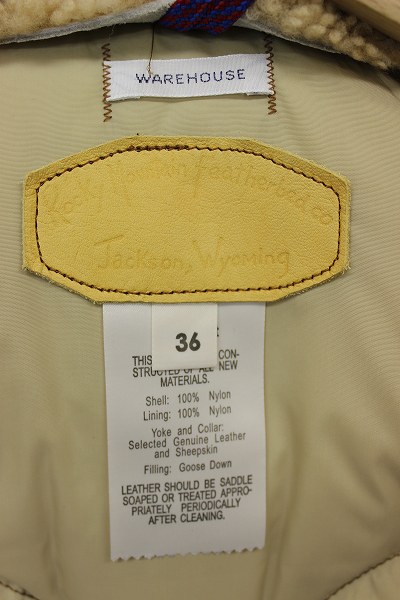 WAREHOUSE
Rocky Mountain Featherbed.co
Jackson, Wyoming
36
THIS CON-
STRUCTED OF ALL NEW
MATERIALS.
Shell: 100% Nylon
Lining: 100% Nylon
Yoke and Collar:
Selected Genuine Leather
and Sheepskin
Filling: Goose Down
LEATHER SHOULD BE SADDLE
SOAPED OR TREATED APPRO-
PRIATELY PERIODICALLY
AFTER CLEANING.